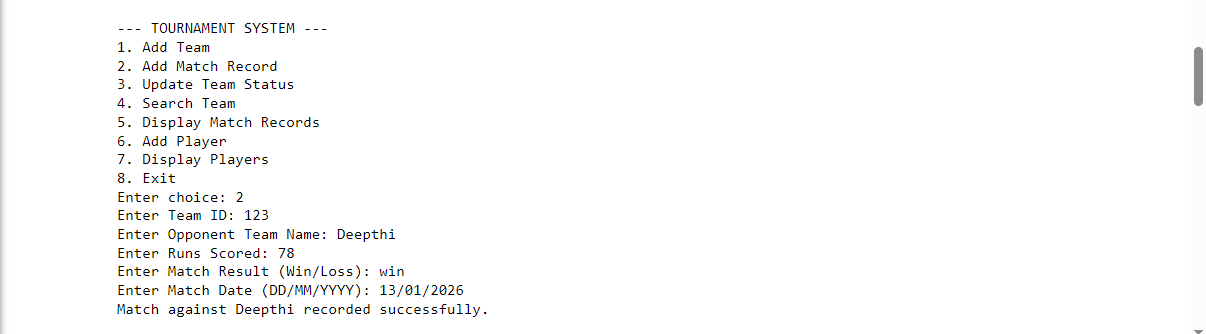 --- TOURNAMENT SYSTEM ---
1. Add Team
2. Add Match Record
3. Update Team Status
4. Search Team
5. Display Match Records
6. Add Player
7. Display Players
8. Exit
Enter choice: 2
Enter Team ID: 123
Enter Opponent Team Name: Deepthi
Enter Runs Scored: 78
Enter Match Result (Win/Loss): win
Enter Match Date (DD/MM/YYYY): 13/01/2026
Match against Deepthi recorded successfully.